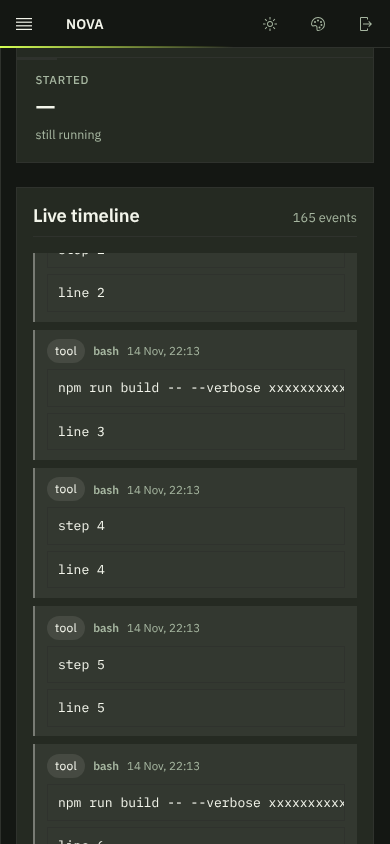 NOVA
STARTED
—
still running
Live timeline
165 events
line 2
tool bash 14 Nov, 22:13
npm run build -- --verbose xxxxxxxxxx
line 3
tool bash 14 Nov, 22:13
step 4
line 4
tool bash 14 Nov, 22:13
step 5
line 5
tool bash 14 Nov, 22:13
npm run build -- --verbose xxxxxxxxxx